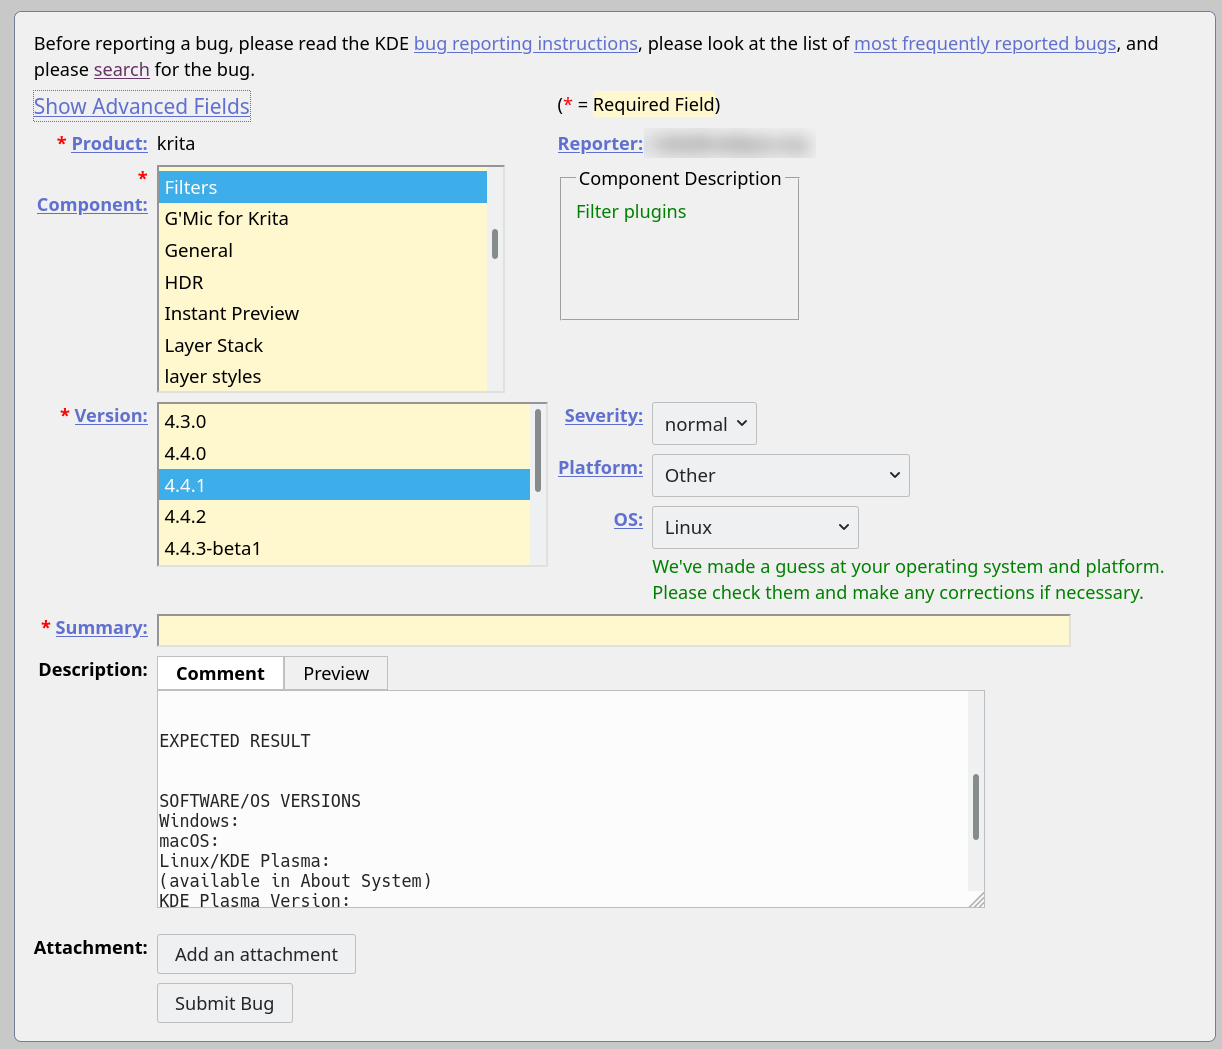 Before reporting a bug, please read the KDE bug reporting instructions, please look at the list of most frequently reported bugs, and
please search for the bug.
Show Advanced Fields
(* = Required Field)
* Product: krita
Reporter:
*
Component:
Filters
G'Mic for Krita
General
HDR
Instant Preview
Layer Stack
layer styles
Component Description
Filter plugins
* Version:
4.3.0
4.4.0
4.4.1
4.4.2
4.4.3-beta1
Severity: normal
Platform: Other
OS: Linux
We've made a guess at your operating system and platform.
Please check them and make any corrections if necessary.
* Summary:
Description: Comment Preview
EXPECTED RESULT
SOFTWARE/OS VERSIONS
Windows:
macOS:
Linux/KDE Plasma:
(available in About System)
KDE Plasma Version:
Attachment: Add an attachment
Submit Bug